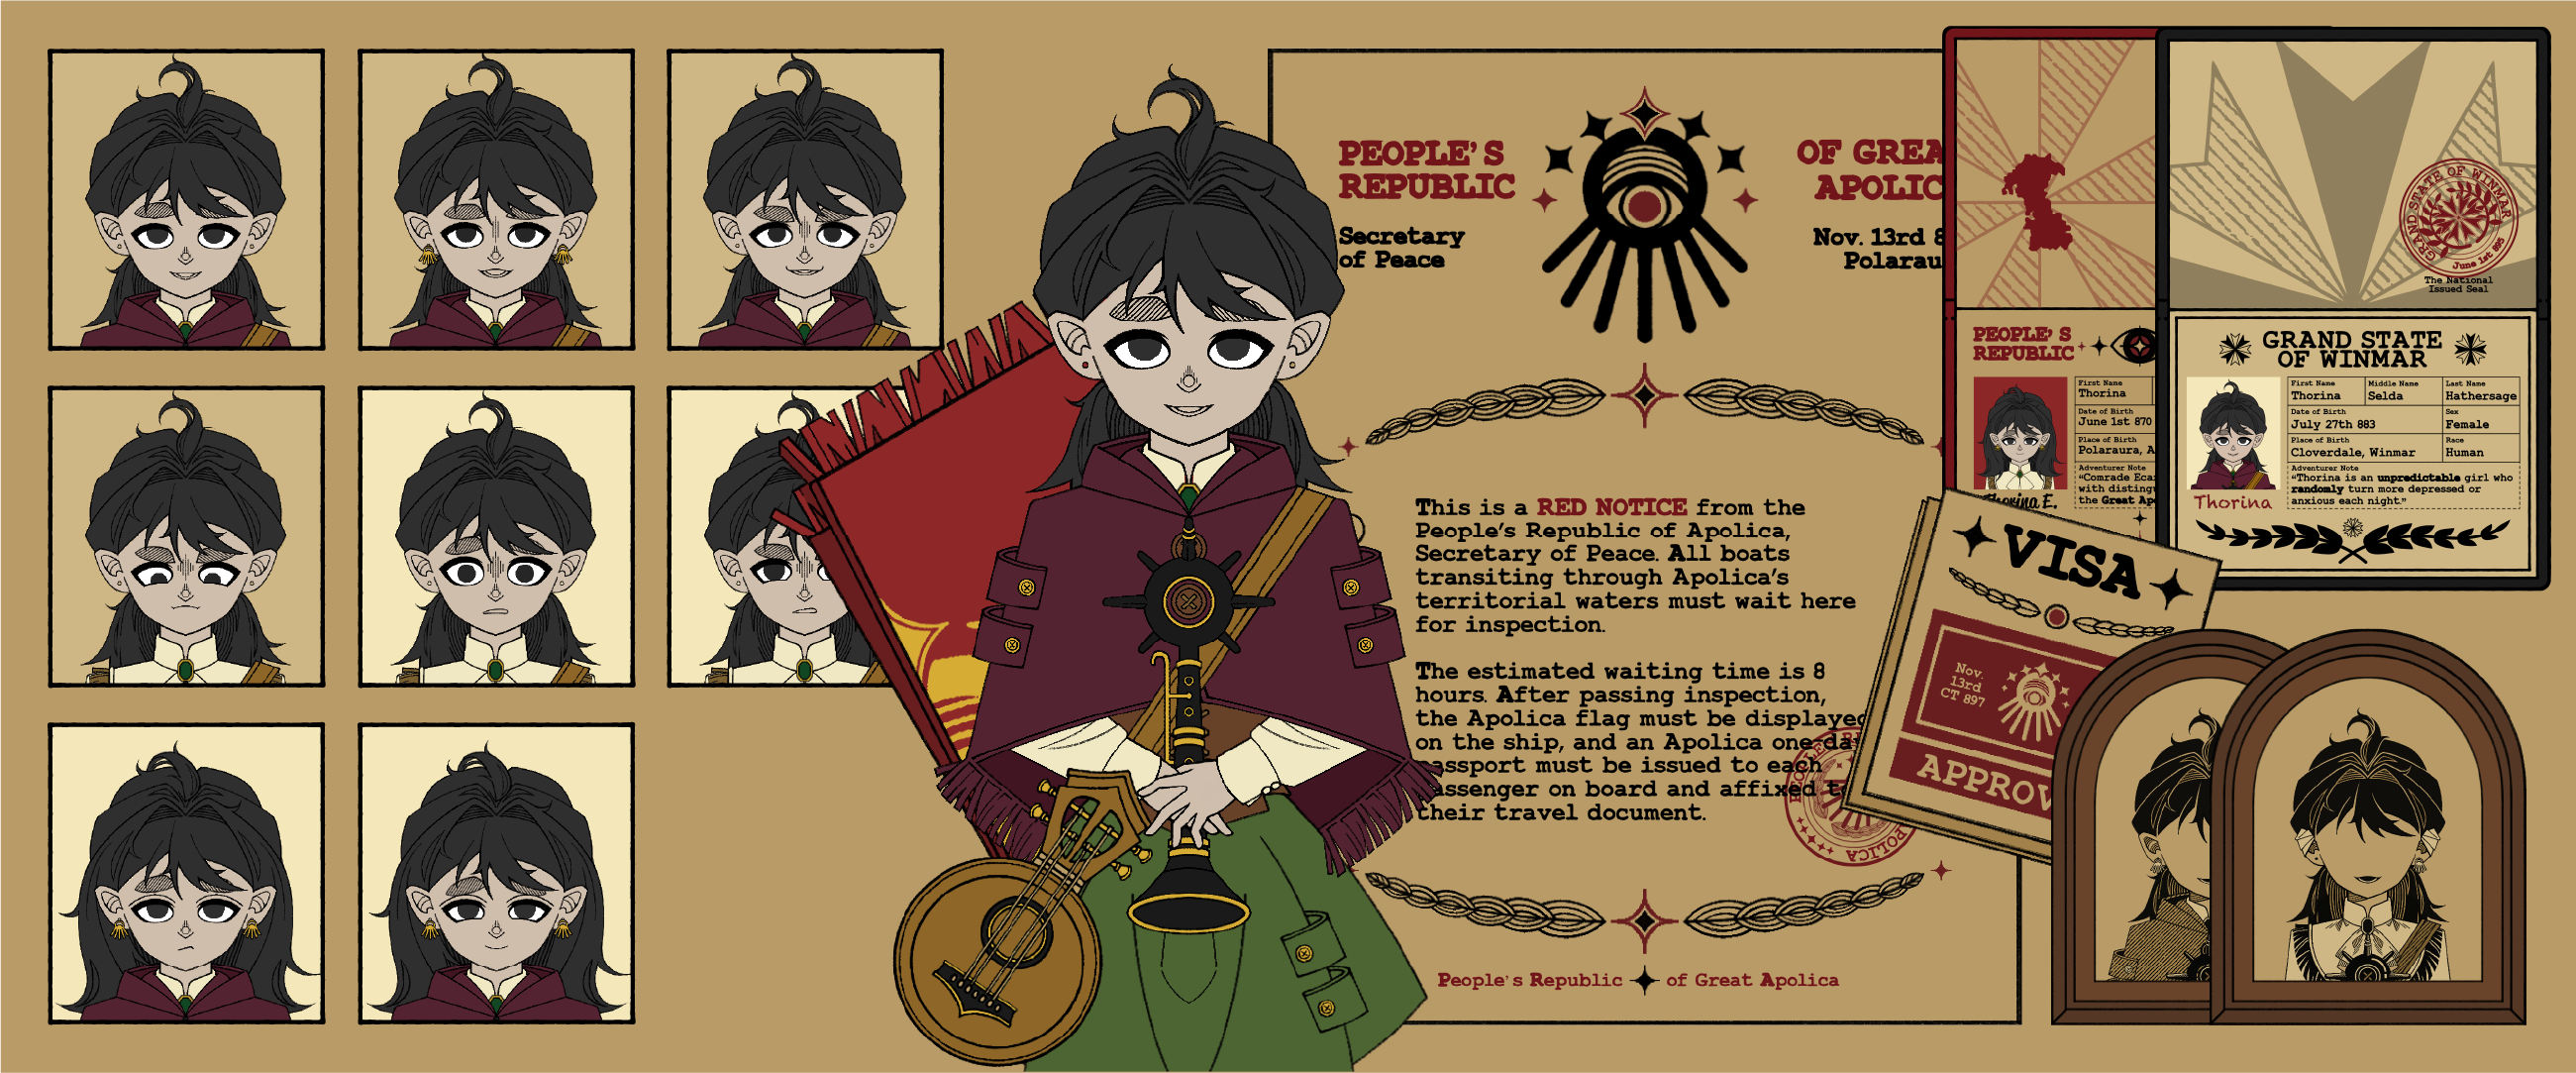 PEOPLE'S
REPUBLIC
Secretary
of Peace
OF GREA
APOLIC
Nov. 13rd 8
Polarau
This is a RED NOTICE from the
People's Republic of Apolica,
Secretary of Peace. All boats
transiting through Apolica's
territorial waters must wait here
for inspection.
The estimated waiting time is 8
hours. After passing inspection,
the Apolica flag must be displayed
on the ship, and an Apolica one-da
passport must be issued to each
passenger on board and affixed t
their travel document.
APOLICA
People's Republic of Great Apolica
PEOPLE'S
REPUBLIC
First Name
Thorina
Date of Birth
June 1st 870
Place of Birth
Polaraura, A
Adventurer Note
"Comrade Ecar
with disting
the Great Ap
Thorina E.
GRAND STATE OF WINMAR
June 1st 895
The National
Issued Seal
GRAND STATE
OF WINMAR
First Name
Thorina
Middle Name
Selda
Last Name
Hathersage
Date of Birth
July 27th 883
Sex
Female
Place of Birth
Cloverdale, Winmar
Race
Human
Adventurer Note
"Thorina is an unpredictable girl who
randomly turn more depressed or
anxious each night."
Thorina
VISA
Nov.
13rd
CT 897
APPROV